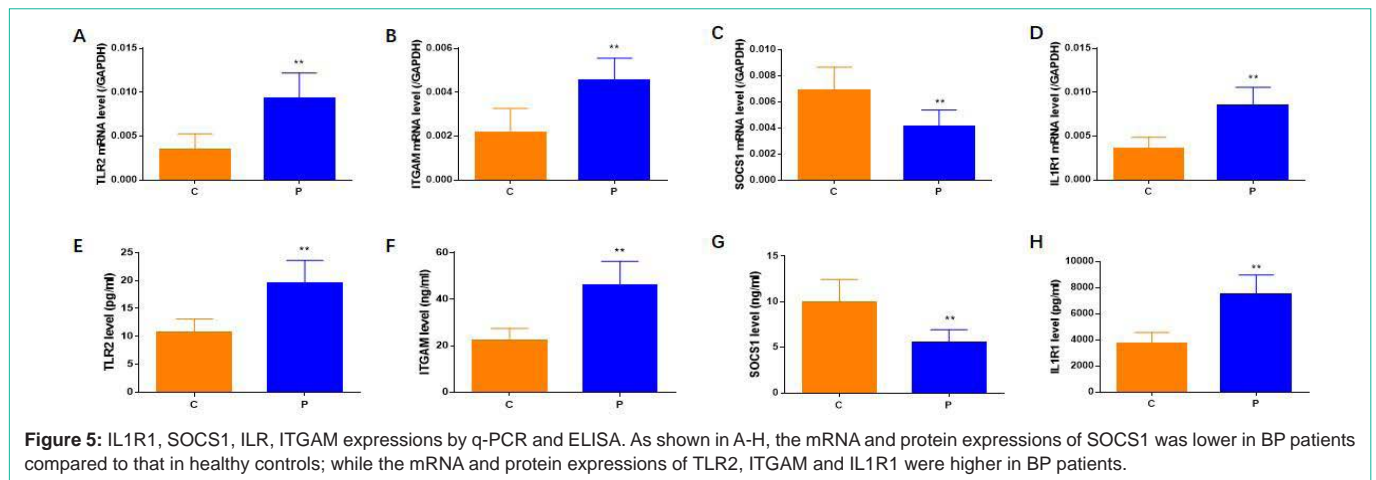 A
TLR2 mRNA level (/GAPDH)
0.015
0.010
0.005
0.000
**
C P
B
ITGAM mRNA level (/GAPDH)
0.006
0.004
0.002
0.000
**
C P
C
SOCS1 mRNA level (/GAPDH)
0.010
0.008
0.006
0.004
0.002
0.000
**
C P
D
IL1R1 mRNA level (/GAPDH)
0.015
0.010
0.005
0.000
**
C P
E
TLR2 level (pg/ml)
25
20
15
10
5
0
**
C P
F
ITGAM level (ng/ml)
60
40
20
0
**
C P
G
SOCS1 level (ng/ml)
15
10
5
0
**
C P
H
IL1R1 level (pg/ml)
10000
8000
6000
4000
2000
0
**
C P
Figure 5: IL1R1, SOCS1, ILR, ITGAM expressions by q-PCR and ELISA. As shown in A-H, the mRNA and protein expressions of SOCS1 was lower in BP patients
compared to that in healthy controls; while the mRNA and protein expressions of TLR2, ITGAM and IL1R1 were higher in BP patients.